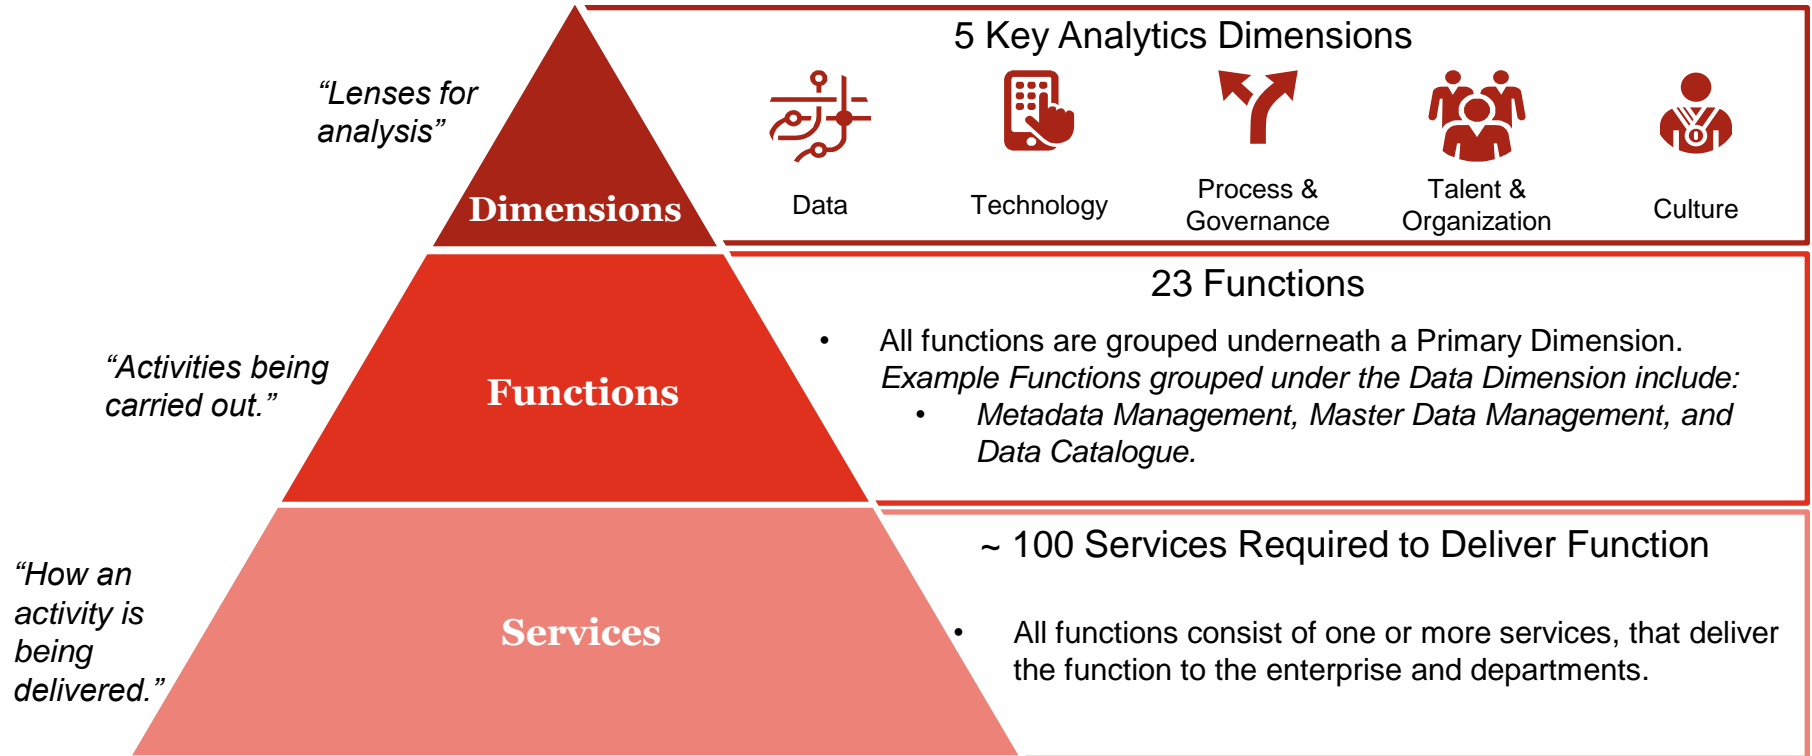 5 Key Analytics Dimensions
“Lenses for
analysis”
Dimensions
Data
Technology
Process &
Governance
Talent &
Organization
Culture
23 Functions
“Activities being
carried out.”
Functions
• All functions are grouped underneath a Primary Dimension.
Example Functions grouped under the Data Dimension include:
• Metadata Management, Master Data Management, and
Data Catalogue.
~ 100 Services Required to Deliver Function
“How an
activity is
being
delivered.”
Services
• All functions consist of one or more services, that deliver
the function to the enterprise and departments.